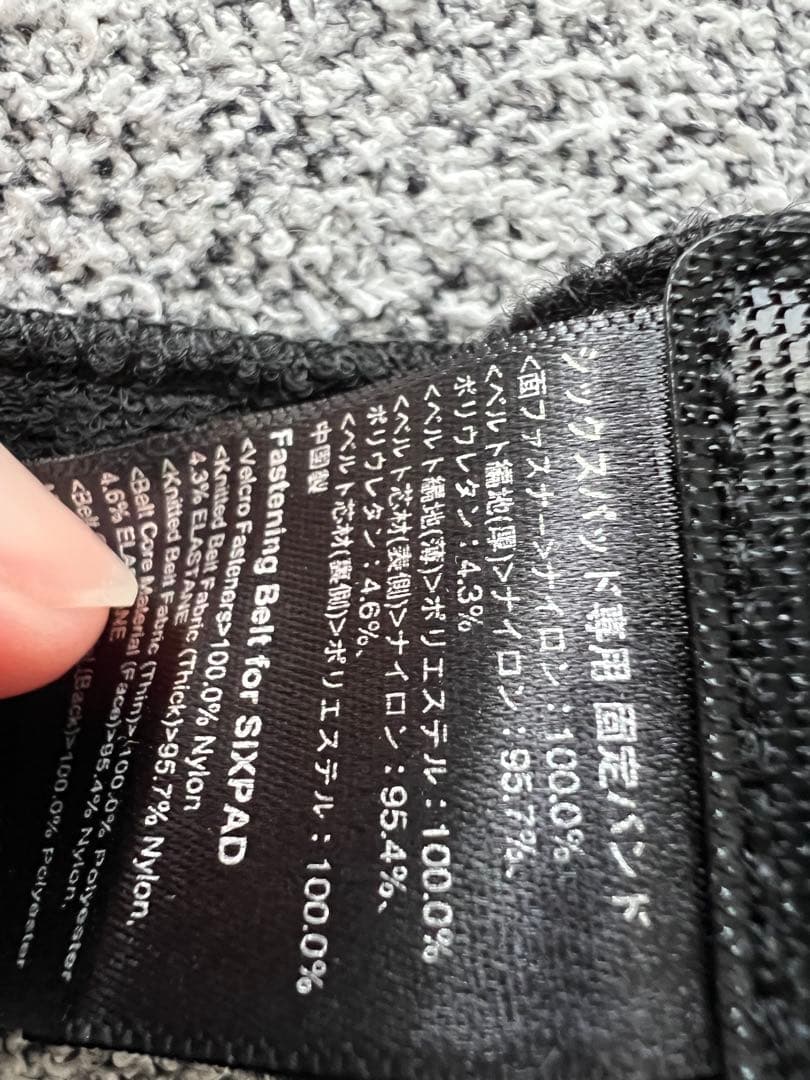 シックスパッド専用 固定バンド
<面ファスナー>ナイロン：100.0%
<ベルト編地(厚)>ナイロン：95.7%、
ポリウレタン：4.3%
<ベルト編地(薄)>ポリエステル：100.0%
<ベルト芯材(表側)>ナイロン：95.4%、
ポリウレタン：4.6%、
<ベルト芯材(裏側)>ポリエステル：100.0%
中国製
Fastening Belt for SIXPAD
<Velcro Fasteners>100.0% Nylon
<Knitted Belt Fabric (Thick)>95.7% Nylon,
4.3% ELASTANE
<Knitted Belt Fabric (Thin)>100.0% Polyester
<Belt Core Material (Face)>95.4% Nylon,
4.6% ELASTANE
(Back)>100.0% Polyester